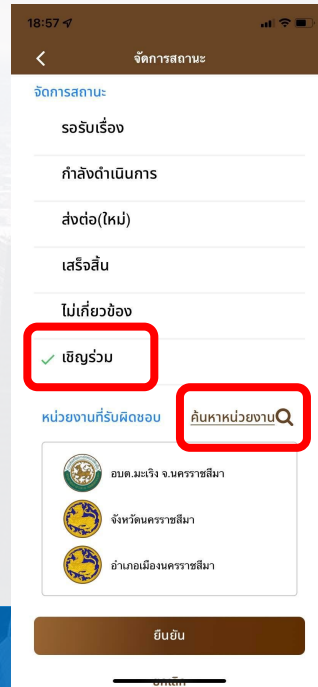 18:57
จัดการสถานะ
จัดการสถานะ
รอรับเรื่อง
กำลังดำเนินการ
ส่งต่อ(ใหม่)
เสร็จสิ้น
ไม่เกี่ยวข้อง
เชิญร่วม
หน่วยงานที่รับผิดชอบ ค้นหาหน่วยงาน
อบต.มะเริง จ.นครราชสีมา
จังหวัดนครราชสีมา
อำเภอเมืองนครราชสีมา
ยืนยัน
ยกเลิก